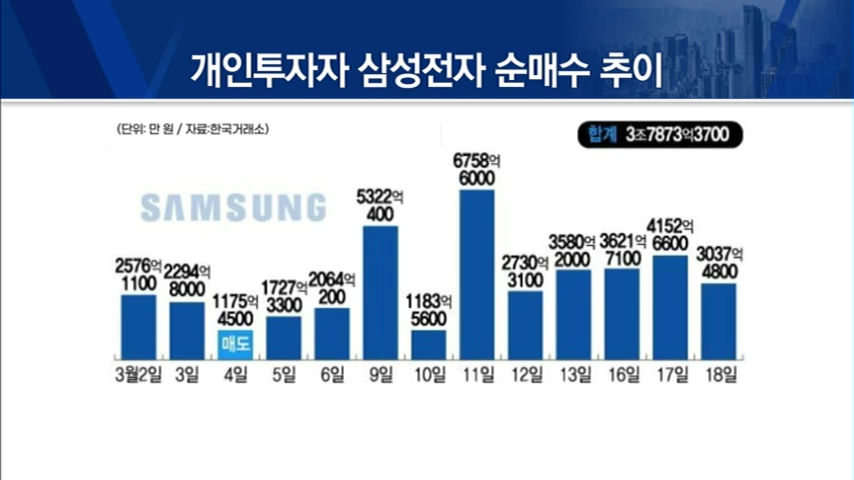 개인투자자 삼성전자 순매수 추이
(단위: 만 원 / 자료:한국거래소)
합계 3조7873억3700
SAMSUNG
2576억
1100
2294억
8000
1175억
4500
매도
1727억
3300
2064억
200
5322억
400
1183억
5600
6758억
6000
2730억
3100
3580억
2000
3621억
7100
4152억
6600
3037억
4800
3월2일 3일 4일 5일 6일 9일 10일 11일 12일 13일 16일 17일 18일